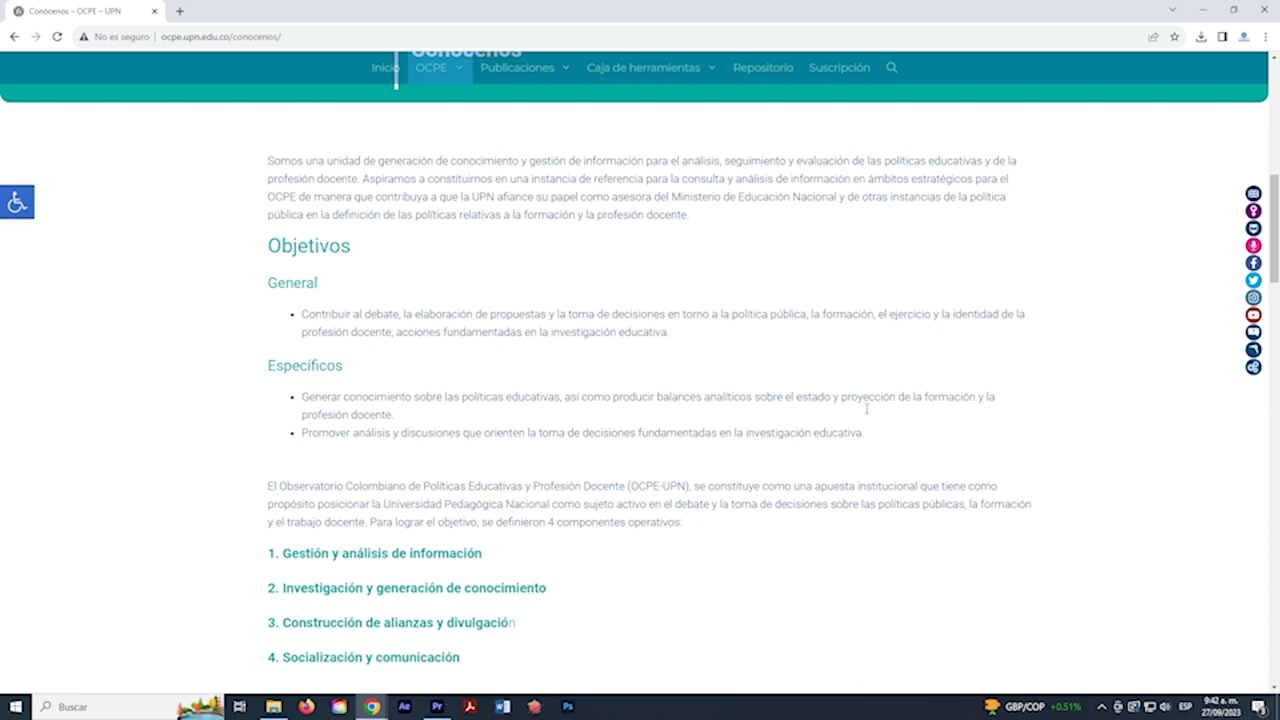 Conócenos – OCPE – UPN
No es seguro
ocpe.upn.edu.co/conocenos/
Conócenos
Inicio OCPE Publicaciones Caja de herramientas Repositorio Suscripción
Somos una unidad de generación de conocimiento y gestión de información para el análisis, seguimiento y evaluación de las políticas educativas y de la
profesión docente. Aspiramos a constituirnos en una instancia de referencia para la consulta y análisis de información en ámbitos estratégicos para el
OCPE de manera que contribuya a que la UPN afiance su papel como asesora del Ministerio de Educación Nacional y de otras instancias de la política
pública en la definición de las políticas relativas a la formación y la profesión docente.
Objetivos
General
• Contribuir al debate, la elaboración de propuestas y la toma de decisiones en torno a la política pública, la formación, el ejercicio y la identidad de la
profesión docente; acciones fundamentadas en la investigación educativa.
Específicos
• Generar conocimiento sobre las políticas educativas, así como producir balances analíticos sobre el estado y proyección de la formación y la
profesión docente.
• Promover análisis y discusiones que orienten la toma de decisiones fundamentadas en la investigación educativa.
El Observatorio Colombiano de Políticas Educativas y Profesión Docente (OCPE-UPN), se constituye como una apuesta institucional que tiene como
propósito posicionar la Universidad Pedagógica Nacional como sujeto activo en el debate y la toma de decisiones sobre las políticas públicas, la formación
y el trabajo docente. Para lograr el objetivo, se definieron 4 componentes operativos:
1. Gestión y análisis de información
2. Investigación y generación de conocimiento
3. Construcción de alianzas y divulgación
4. Socialización y comunicación
Buscar
Ae
Pr
W
Ps
GBP/COP +0.51%
ESP
9:42 a. m.
27/09/2023